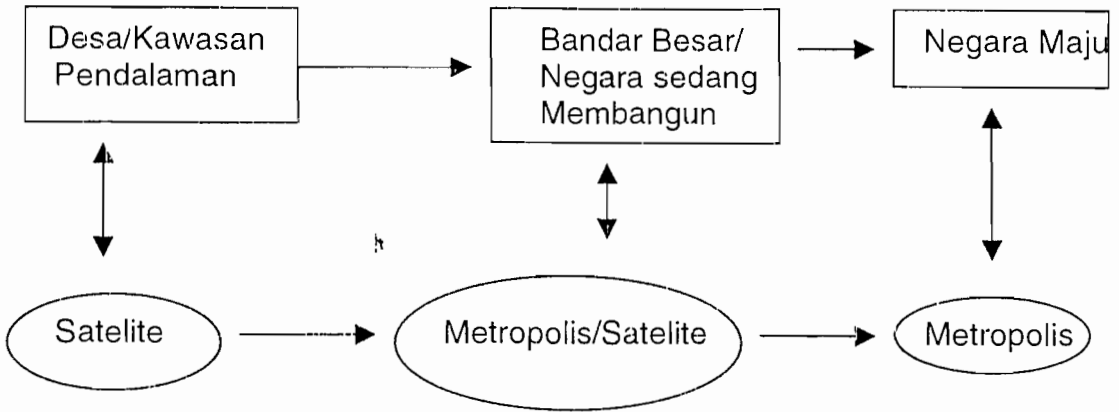 Desa/Kawasan
Pendalaman
Bandar Besar/
Negara sedang
Membangun
Negara Maju
Satelite
Metropolis/Satelite
Metropolis